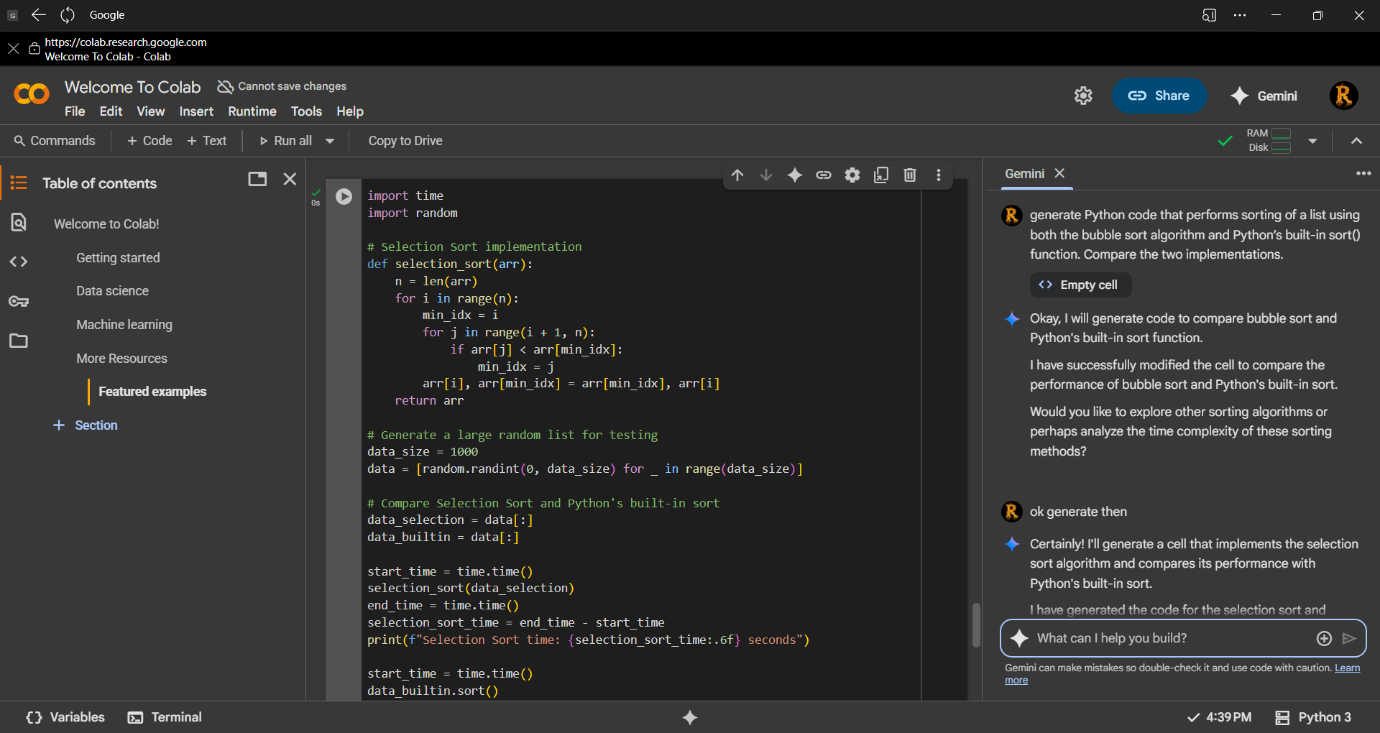 G Google
https://colab.research.google.com
Welcome To Colab - Colab
Welcome To Colab Cannot save changes
File Edit View Insert Runtime Tools Help
Share
Gemini
R
Commands + Code + Text Run all Copy to Drive
RAM
Disk
Table of contents
Welcome to Colab!
Getting started
Data science
Machine learning
More Resources
Featured examples
+ Section
0s
import time
import random
# Selection Sort implementation
def selection_sort(arr):
    n = len(arr)
    for i in range(n):
        min_idx = i
        for j in range(i + 1, n):
            if arr[j] < arr[min_idx]:
                min_idx = j
        arr[i], arr[min_idx] = arr[min_idx], arr[i]
    return arr
# Generate a large random list for testing
data_size = 1000
data = [random.randint(0, data_size) for _ in range(data_size)]
# Compare Selection Sort and Python's built-in sort
data_selection = data[:]
data_builtin = data[:]
start_time = time.time()
selection_sort(data_selection)
end_time = time.time()
selection_sort_time = end_time - start_time
print(f"Selection Sort time: {selection_sort_time:.6f} seconds")
start_time = time.time()
data_builtin.sort()
Gemini
R
generate Python code that performs sorting of a list using
both the bubble sort algorithm and Python's built-in sort()
function. Compare the two implementations.
<> Empty cell
Okay, I will generate code to compare bubble sort and
Python's built-in sort function.
I have successfully modified the cell to compare the
performance of bubble sort and Python's built-in sort.
Would you like to explore other sorting algorithms or
perhaps analyze the time complexity of these sorting
methods?
R
ok generate then
Certainly! I'll generate a cell that implements the selection
sort algorithm and compares its performance with
Python's built-in sort.
I have generated the code for the selection sort and
What can I help you build?
Gemini can make mistakes so double-check it and use code with caution. Learn
more
Variables Terminal
4:39 PM Python 3